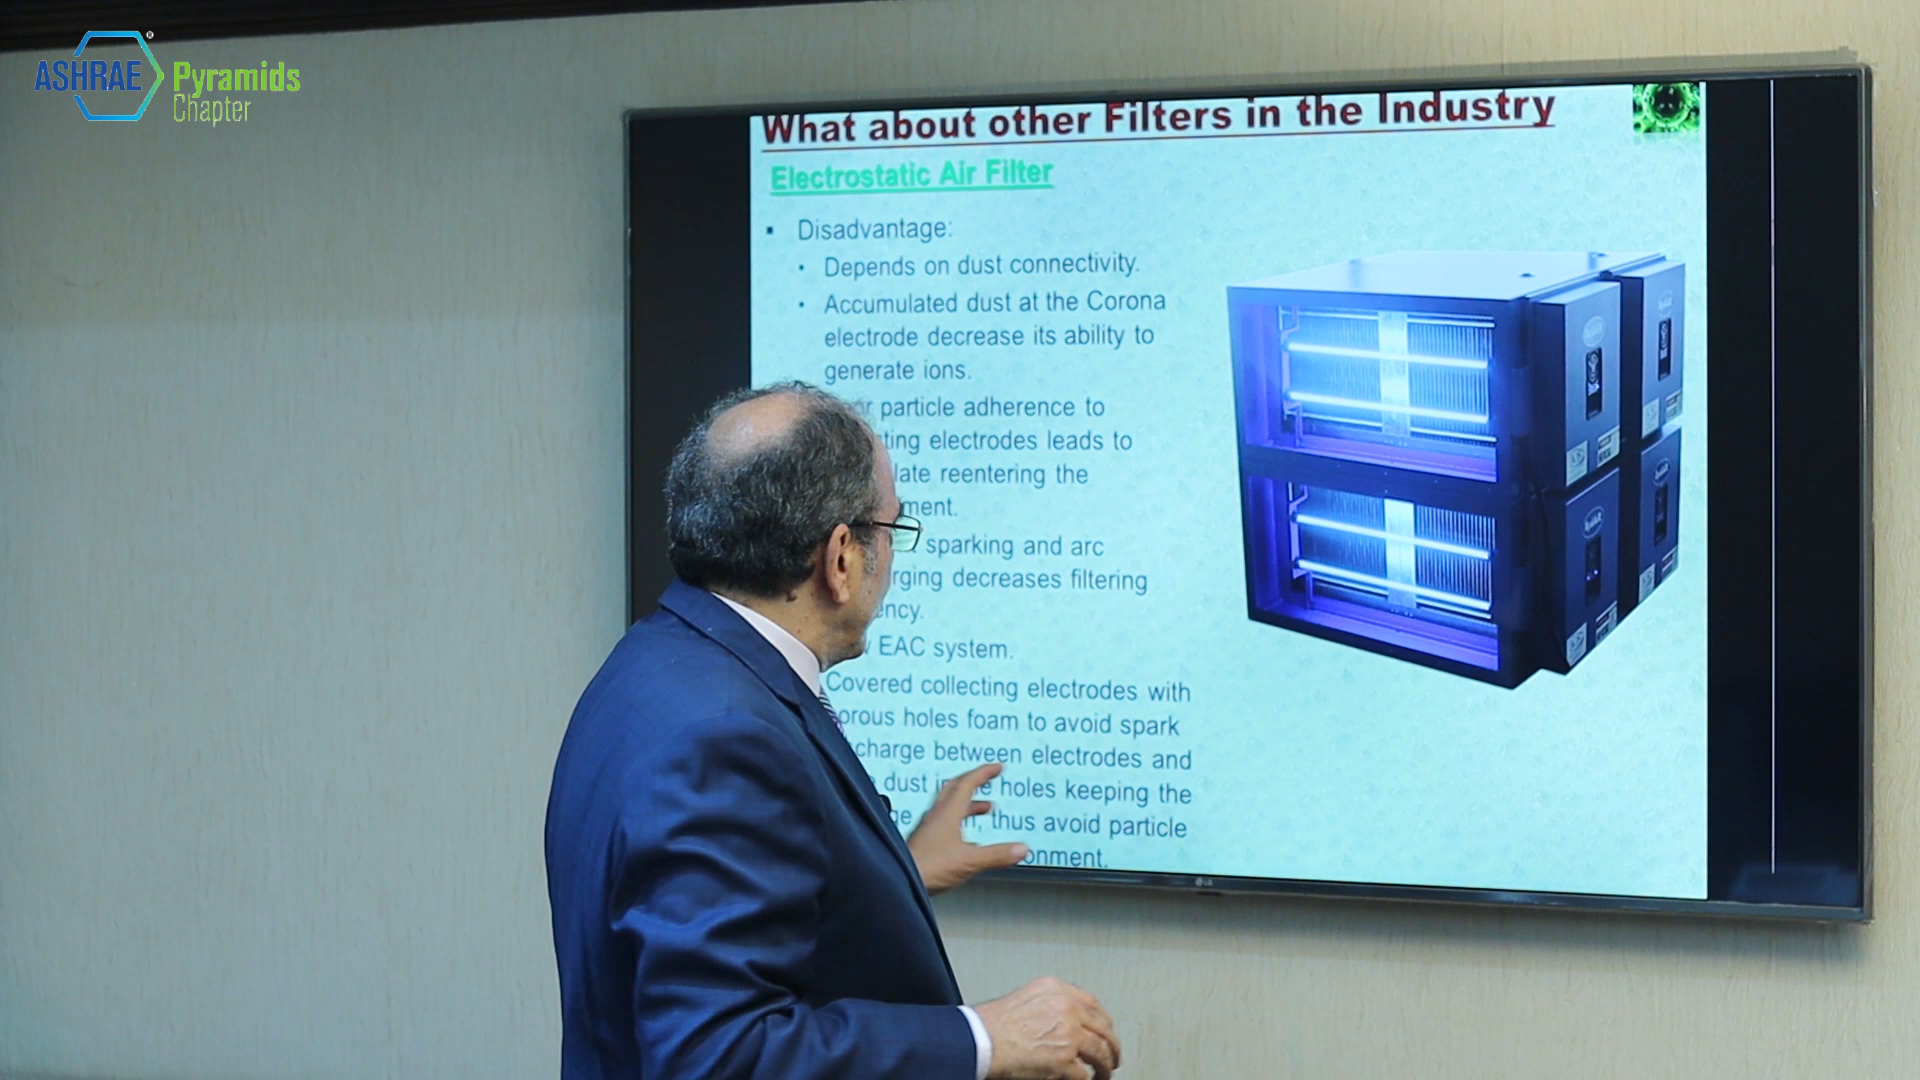 ASHRAE®
Pyramids
Chapter
What about other Filters in the Industry
Electrostatic Air Filter
▪ Disadvantage:
• Depends on dust connectivity.
• Accumulated dust at the Corona
electrode decrease its ability to
generate ions.
particle adherence to
electrodes leads to
reentering the
sparking and arc
decreases filtering
EAC system.
Covered collecting electrodes with
holes foam to avoid spark
between electrodes and
dust holes keeping the
thus avoid particle
LG